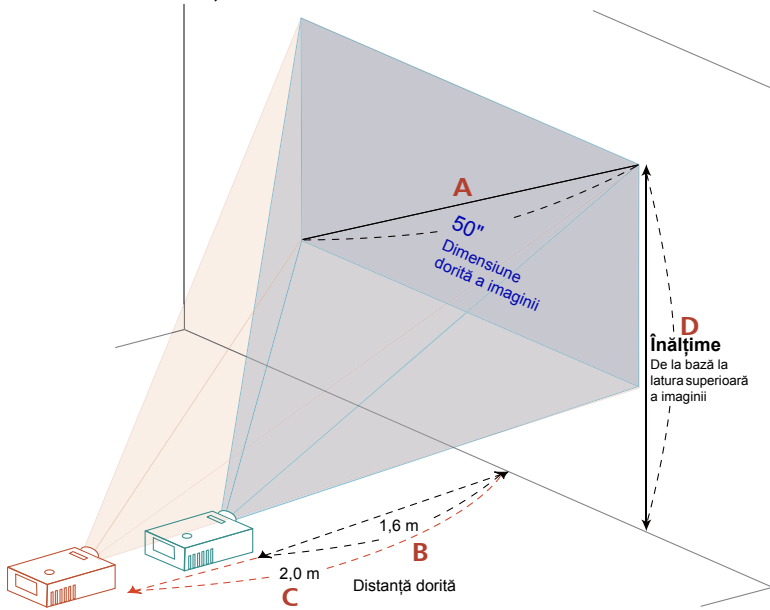 A
50"
Dimensiune
dorită a imaginii
D
Înălțime
De la bază la
latura superioară
a imaginii
1,6 m
B
2,0 m
C
Distanță dorită